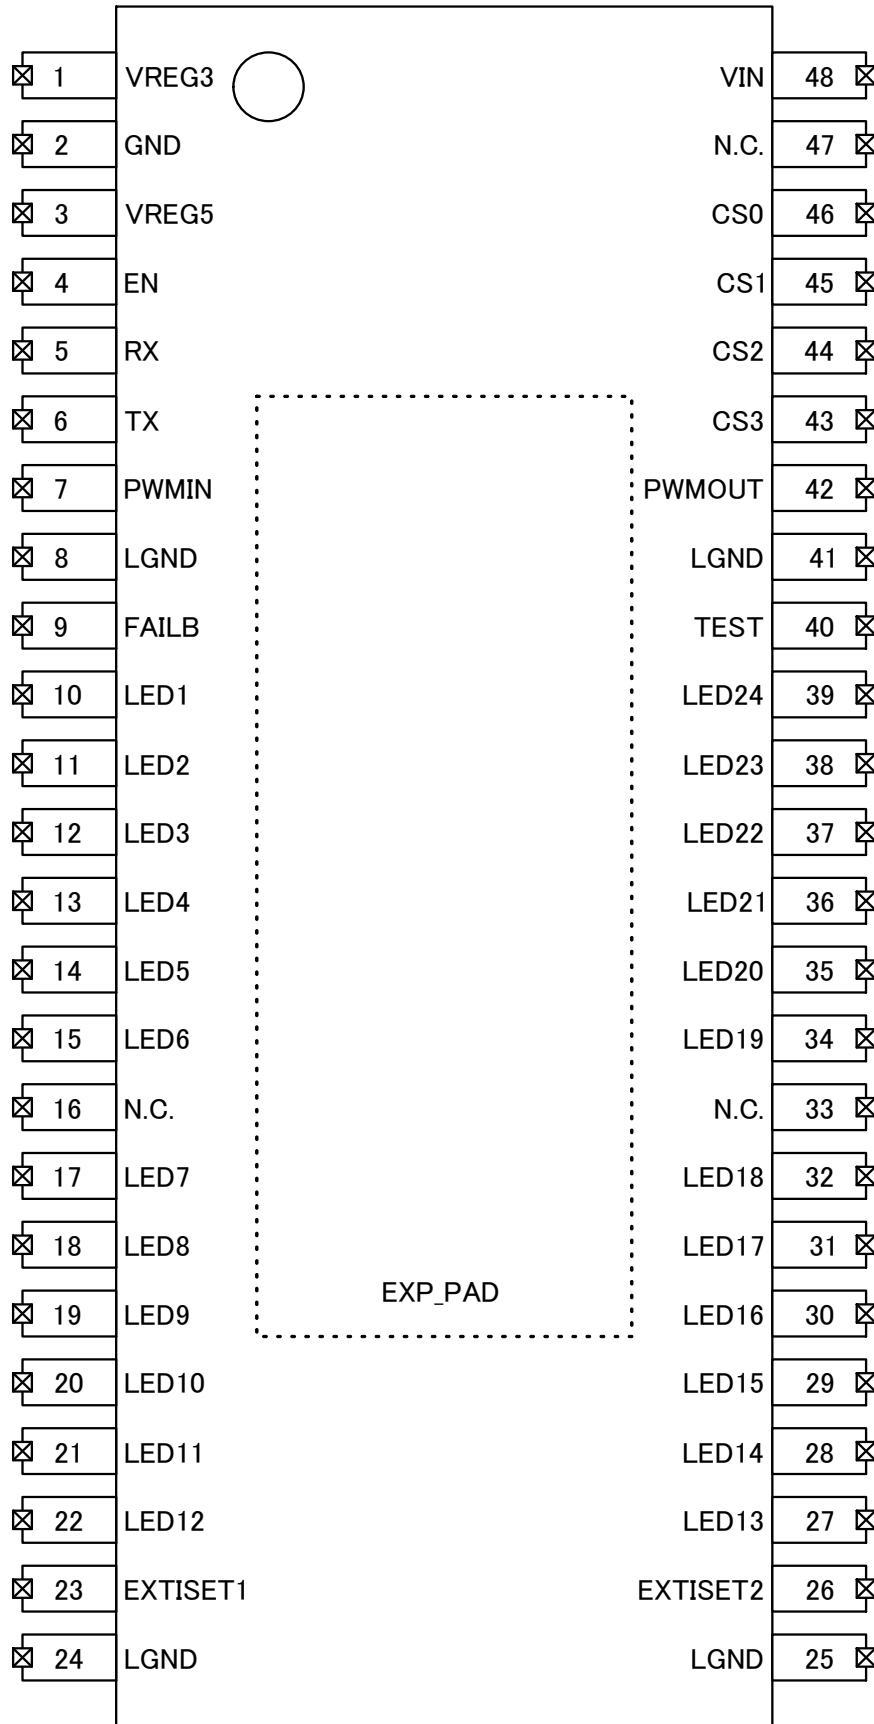 1 VREG3 VIN 48
2 GND N.C. 47
3 VREG5 CS0 46
4 EN CS1 45
5 RX CS2 44
6 TX CS3 43
7 PWMIN PWMOUT 42
8 LGND LGND 41
9 FAILB TEST 40
10 LED1 LED24 39
11 LED2 LED23 38
12 LED3 LED22 37
13 LED4 LED21 36
14 LED5 LED20 35
15 LED6 LED19 34
16 N.C. N.C. 33
17 LED7 LED18 32
18 LED8 LED17 31
EXP_PAD
19 LED9 LED16 30
20 LED10 LED15 29
21 LED11 LED14 28
22 LED12 LED13 27
23 EXTISET1 EXTISET2 26
24 LGND LGND 25